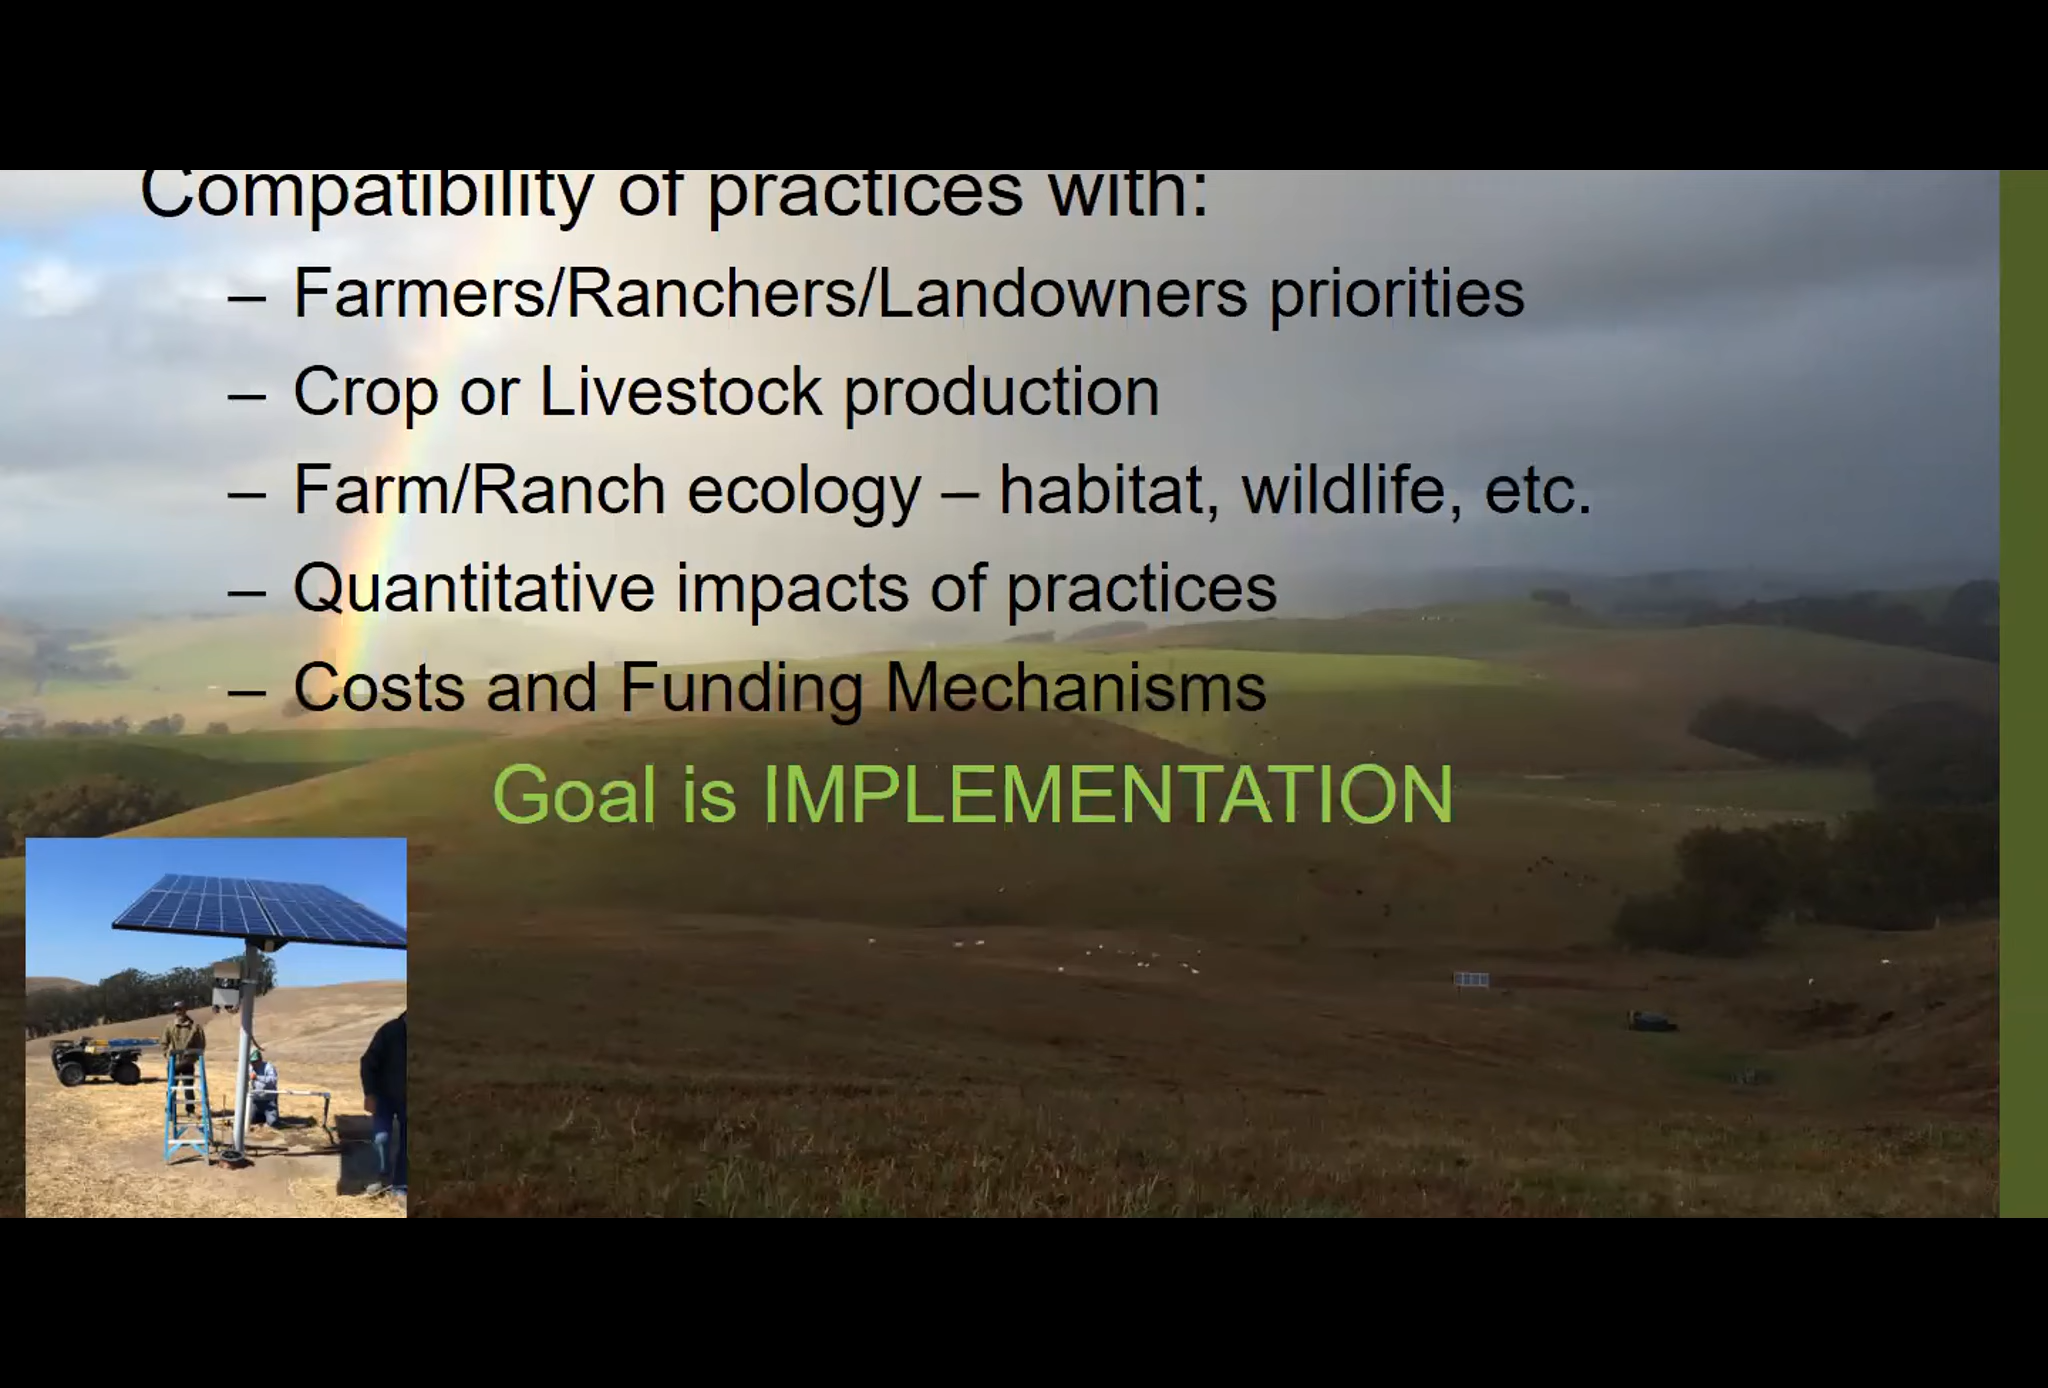 Compatibility of practices with:
– Farmers/Ranchers/Landowners priorities
– Crop or Livestock production
– Farm/Ranch ecology – habitat, wildlife, etc.
– Quantitative impacts of practices
– Costs and Funding Mechanisms
Goal is IMPLEMENTATION